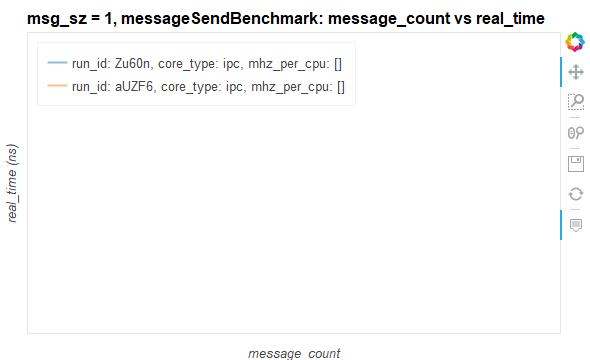 msg_sz = 1, messageSendBenchmark: message_count vs real_time
run_id: Zu60n, core_type: ipc, mhz_per_cpu: []
run_id: aUZF6, core_type: ipc, mhz_per_cpu: []
real_time (ns)
message_count